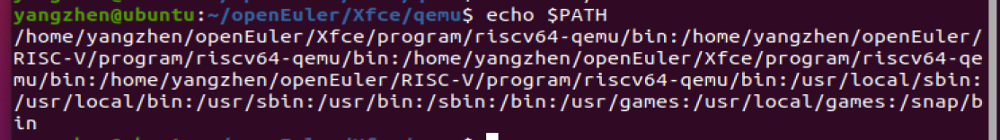 yangzhen@ubuntu:~/openEuler/Xfce/qemu$ echo $PATH
/home/yangzhen/openEuler/Xfce/program/riscv64-qemu/bin:/home/yangzhen/openEuler/
RISC-V/program/riscv64-qemu/bin:/home/yangzhen/openEuler/Xfce/program/riscv64-qe
mu/bin:/home/yangzhen/openEuler/RISC-V/program/riscv64-qemu/bin:/usr/local/sbin:
/usr/local/bin:/usr/sbin:/usr/bin:/sbin:/bin:/usr/games:/usr/local/games:/snap/b
in